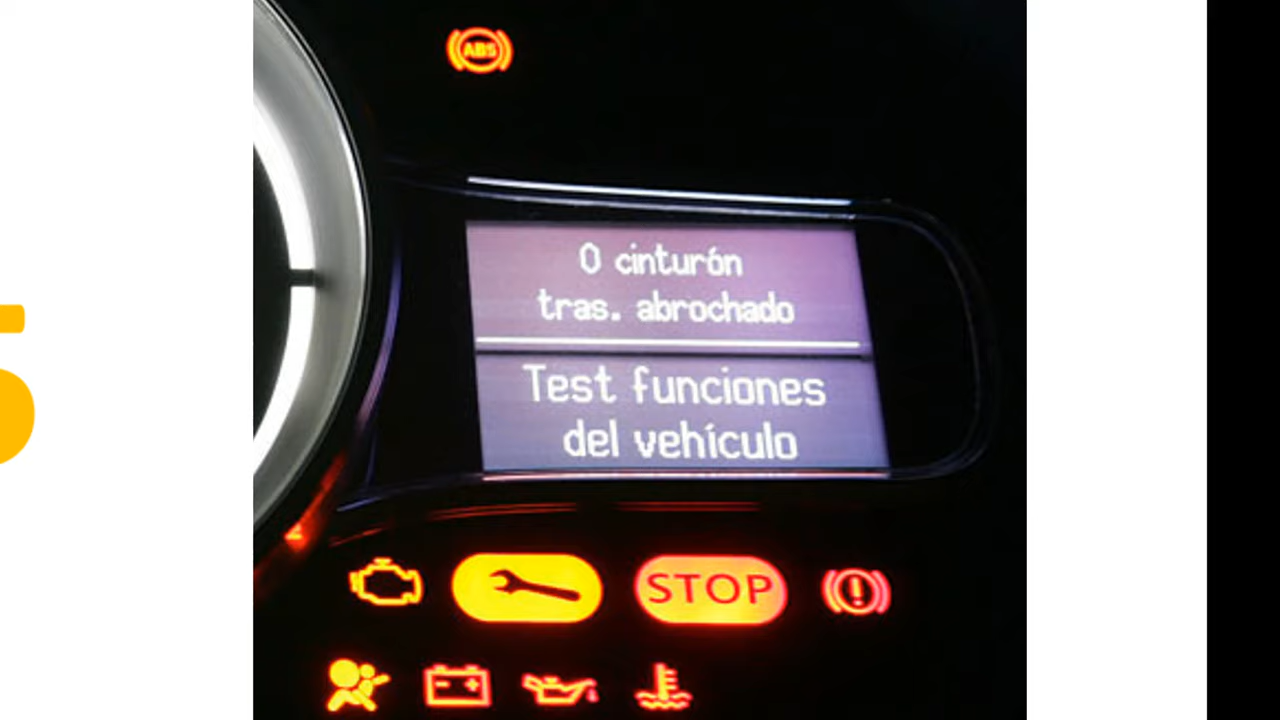 ABS
0 cinturón
tras. abrochado
Test funciones
del vehículo
STOP